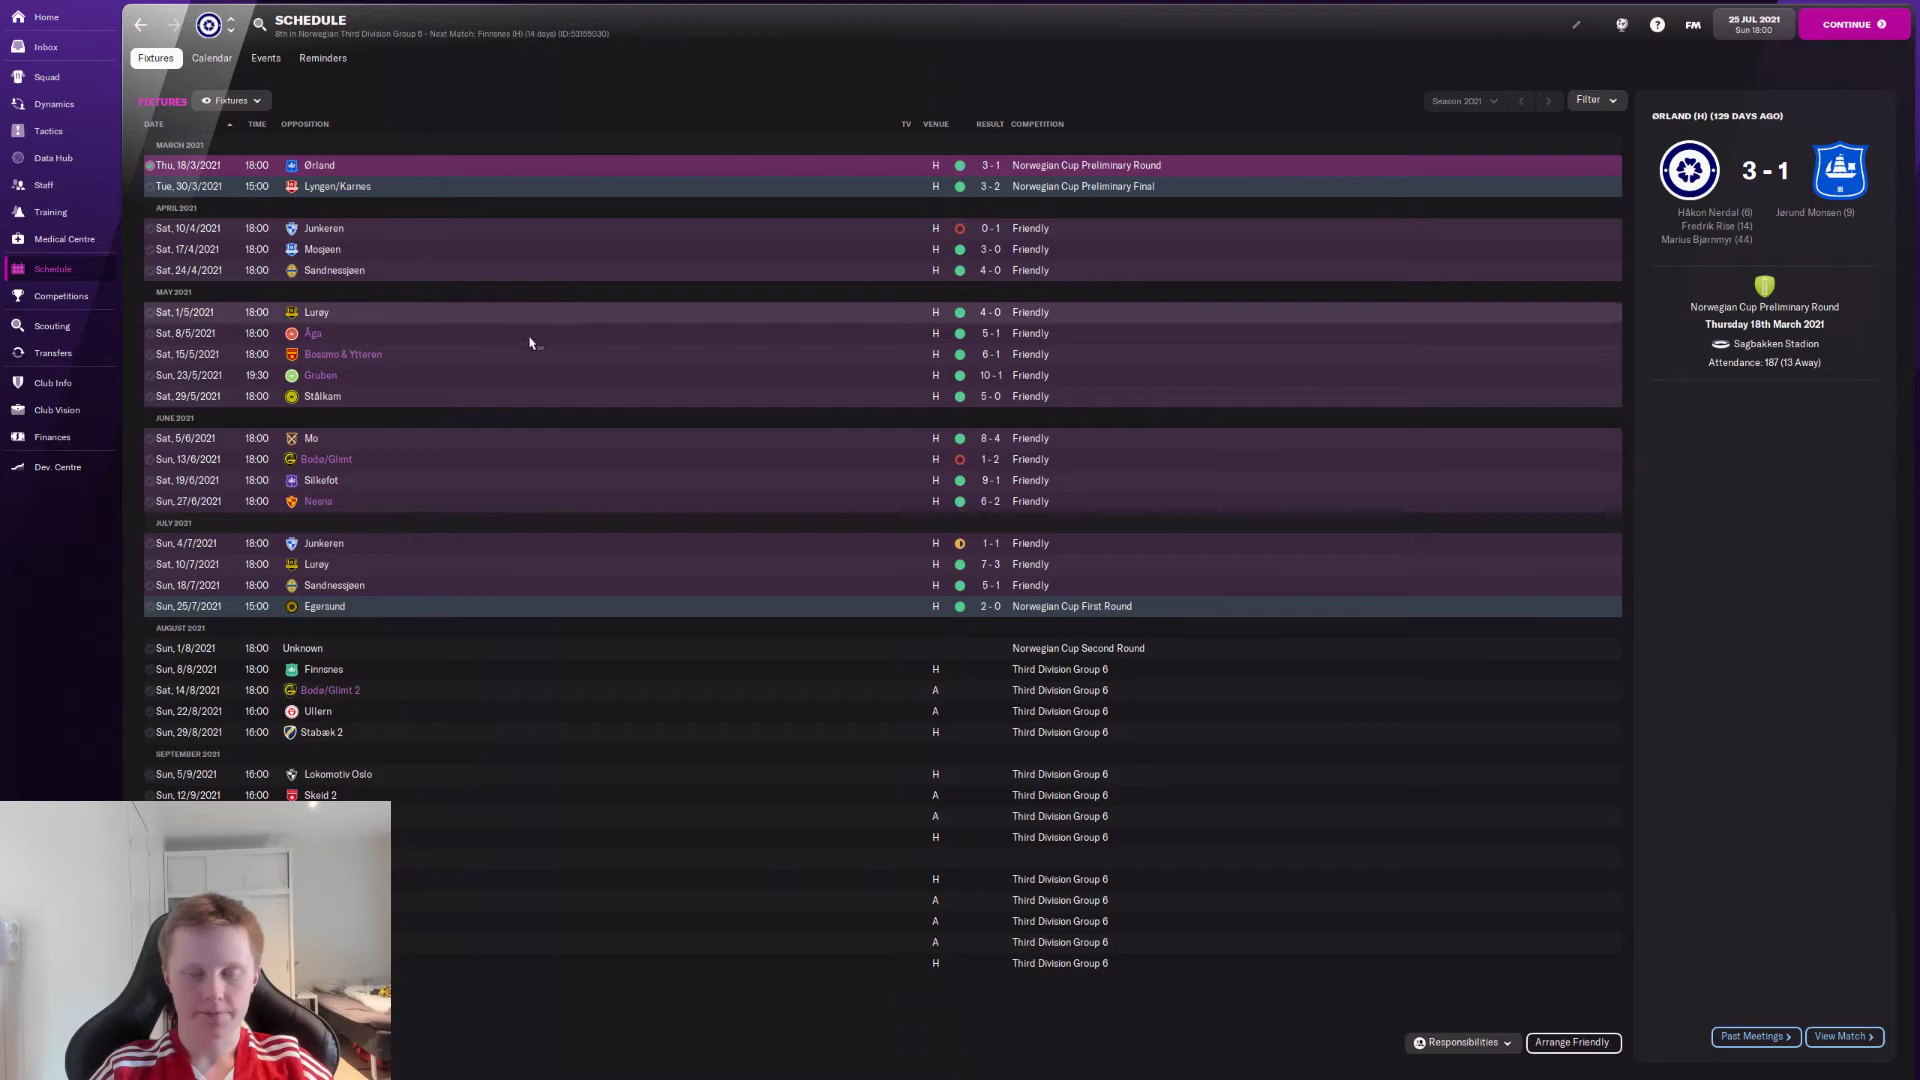 Home
Inbox
Squad
Dynamics
Tactics
Data Hub
Staff
Training
Medical Centre
Schedule
Competitions
Scouting
Transfers
Club Info
Club Vision
Finances
Dev. Centre
SCHEDULE
8th in Norwegian Third Division Group 6 - Next Match: Finnsnes (H) (14 days) (ID:53155030)
FM
25 JUL 2021
Sun 18:00
CONTINUE
Fixtures Calendar Events Reminders
FIXTURES Fixtures Season 2021 Filter
DATE TIME OPPOSITION TV VENUE RESULT COMPETITION
MARCH 2021
Thu, 18/3/2021 18:00 Ørland H 3 - 1 Norwegian Cup Preliminary Round
Tue, 30/3/2021 15:00 Lyngen/Karnes H 3 - 2 Norwegian Cup Preliminary Final
APRIL 2021
Sat, 10/4/2021 18:00 Junkeren H 0 - 1 Friendly
Sat, 17/4/2021 18:00 Mosjøen H 3 - 0 Friendly
Sat, 24/4/2021 18:00 Sandnessjøen H 4 - 0 Friendly
MAY 2021
Sat, 1/5/2021 18:00 Lurøy H 4 - 0 Friendly
Sat, 8/5/2021 18:00 Åga H 5 - 1 Friendly
Sat, 15/5/2021 18:00 Bossmo & Ytteren H 6 - 1 Friendly
Sun, 23/5/2021 19:30 Gruben H 10 - 1 Friendly
Sat, 29/5/2021 18:00 Stålkam H 5 - 0 Friendly
JUNE 2021
Sat, 5/6/2021 18:00 Mo H 8 - 4 Friendly
Sun, 13/6/2021 18:00 Bodø/Glimt H 1 - 2 Friendly
Sat, 19/6/2021 18:00 Silkefot H 9 - 1 Friendly
Sun, 27/6/2021 18:00 Nesna H 6 - 2 Friendly
JULY 2021
Sun, 4/7/2021 18:00 Junkeren H 1 - 1 Friendly
Sat, 10/7/2021 18:00 Lurøy H 7 - 3 Friendly
Sun, 18/7/2021 18:00 Sandnessjøen H 5 - 1 Friendly
Sun, 25/7/2021 15:00 Egersund H 2 - 0 Norwegian Cup First Round
AUGUST 2021
Sun, 1/8/2021 18:00 Unknown Norwegian Cup Second Round
Sun, 8/8/2021 18:00 Finnsnes H Third Division Group 6
Sat, 14/8/2021 18:00 Bodø/Glimt 2 A Third Division Group 6
Sun, 22/8/2021 16:00 Ullern A Third Division Group 6
Sun, 29/8/2021 16:00 Stabæk 2 H Third Division Group 6
SEPTEMBER 2021
Sun, 5/9/2021 16:00 Lokomotiv Oslo H Third Division Group 6
Sun, 12/9/2021 16:00 Skeid 2 A Third Division Group 6
A Third Division Group 6
H Third Division Group 6
H Third Division Group 6
A Third Division Group 6
A Third Division Group 6
A Third Division Group 6
H Third Division Group 6
Responsibilities Arrange Friendly
ØRLAND (H) (129 DAYS AGO)
3 - 1
Håkon Nerdal (6) Jørund Monsen (9)
Fredrik Rise (14)
Marius Bjørnmyr (44)
Norwegian Cup Preliminary Round
Thursday 18th March 2021
Sagbakken Stadion
Attendance: 187 (13 Away)
Past Meetings View Match